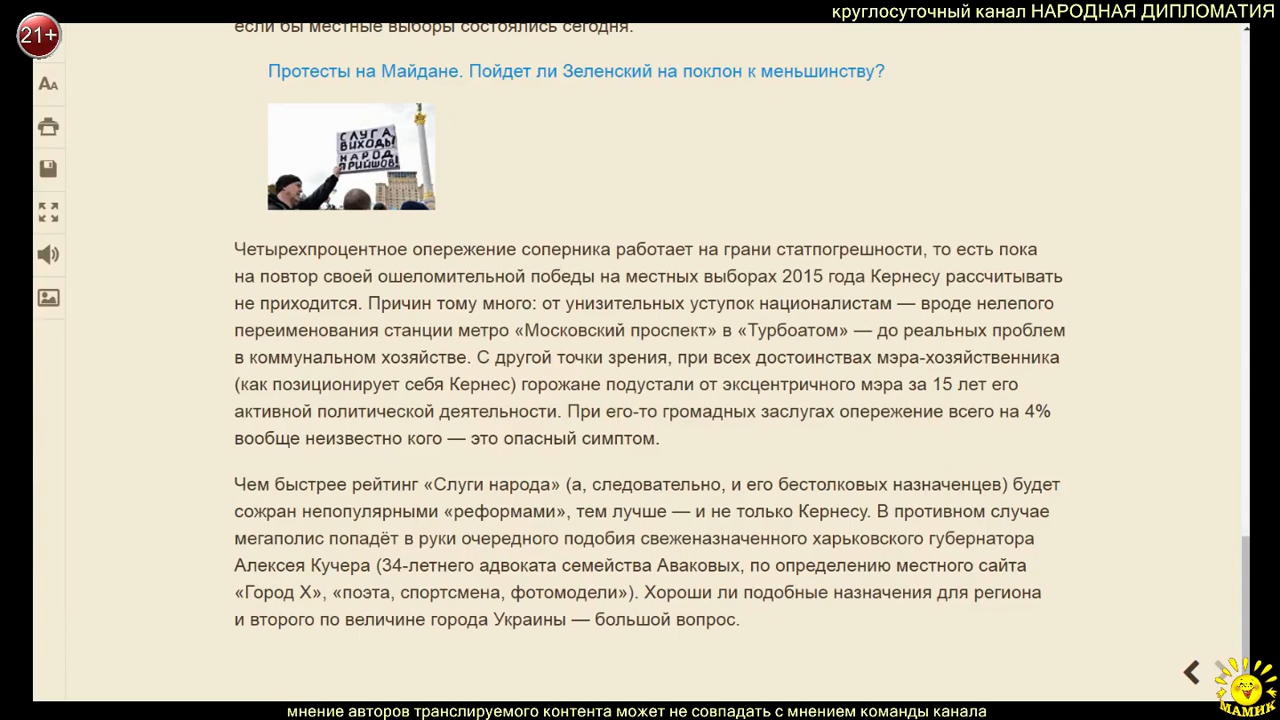 круглосуточный канал НАРОДНАЯ ДИПЛОМАТИЯ
21+
если бы местные выборы состоялись сегодня.
Протесты на Майдане. Пойдет ли Зеленский на поклон к меньшинству?
СЛУГА
ВИХОДЬ!
НАРОД
ПРИЙШОВ!
Четырехпроцентное опережение соперника работает на грани статпогрешности, то есть пока
на повтор своей ошеломительной победы на местных выборах 2015 года Кернесу рассчитывать
не приходится. Причин тому много: от унизительных уступок националистам — вроде нелепого
переименования станции метро «Московский проспект» в «Турбоатом» — до реальных проблем
в коммунальном хозяйстве. С другой точки зрения, при всех достоинствах мэра-хозяйственника
(как позиционирует себя Кернес) горожане подустали от эксцентричного мэра за 15 лет его
активной политической деятельности. При его-то громадных заслугах опережение всего на 4%
вообще неизвестно кого — это опасный симптом.
Чем быстрее рейтинг «Слуги народа» (а, следовательно, и его бестолковых назначенцев) будет
сожран непопулярными «реформами», тем лучше — и не только Кернесу. В противном случае
мегаполис попадёт в руки очередного подобия свеженазначенного харьковского губернатора
Алексея Кучера (34-летнего адвоката семейства Аваковых, по определению местного сайта
«Город Х», «поэта, спортсмена, фотомодели»). Хороши ли подобные назначения для региона
и второго по величине города Украины — большой вопрос.
МАМИК
мнение авторов транслируемого контента может не совпадать с мнением команды канала